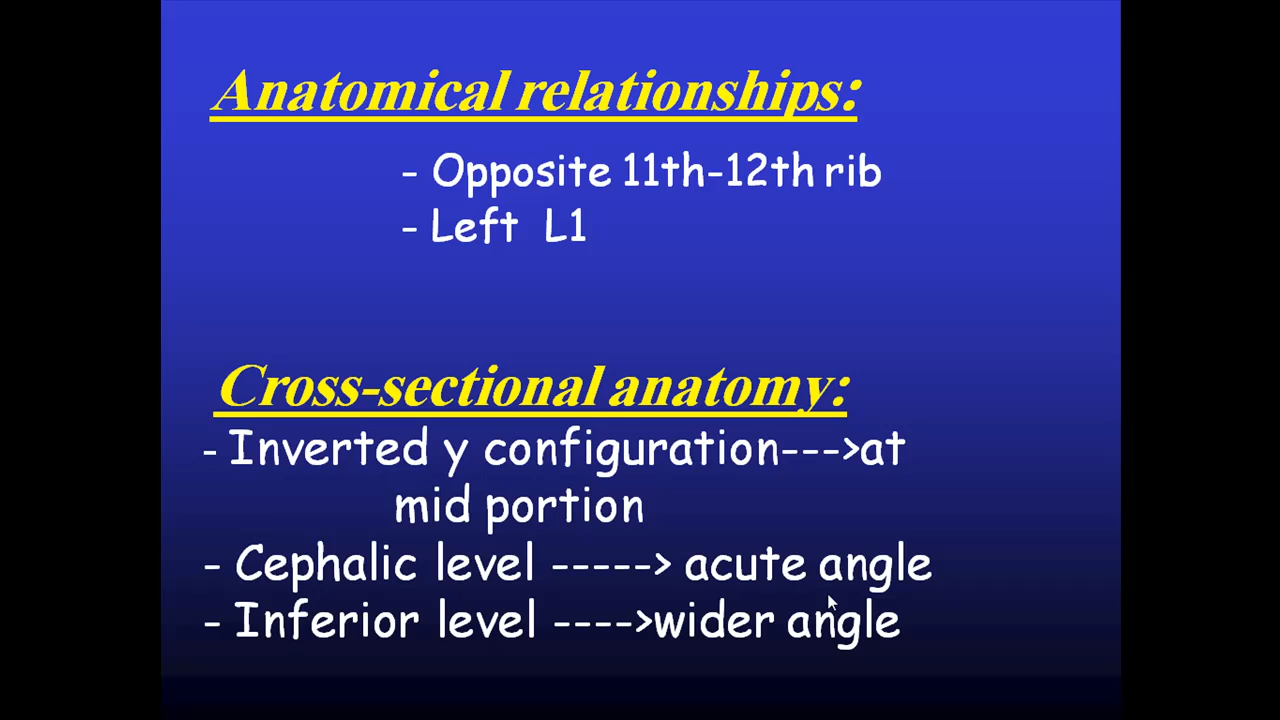 Anatomical relationships:
- Opposite 11th-12th rib
- Left L1
Cross-sectional anatomy:
- Inverted y configuration--->at
mid portion
- Cephalic level -----> acute angle
- Inferior level ---->wider angle